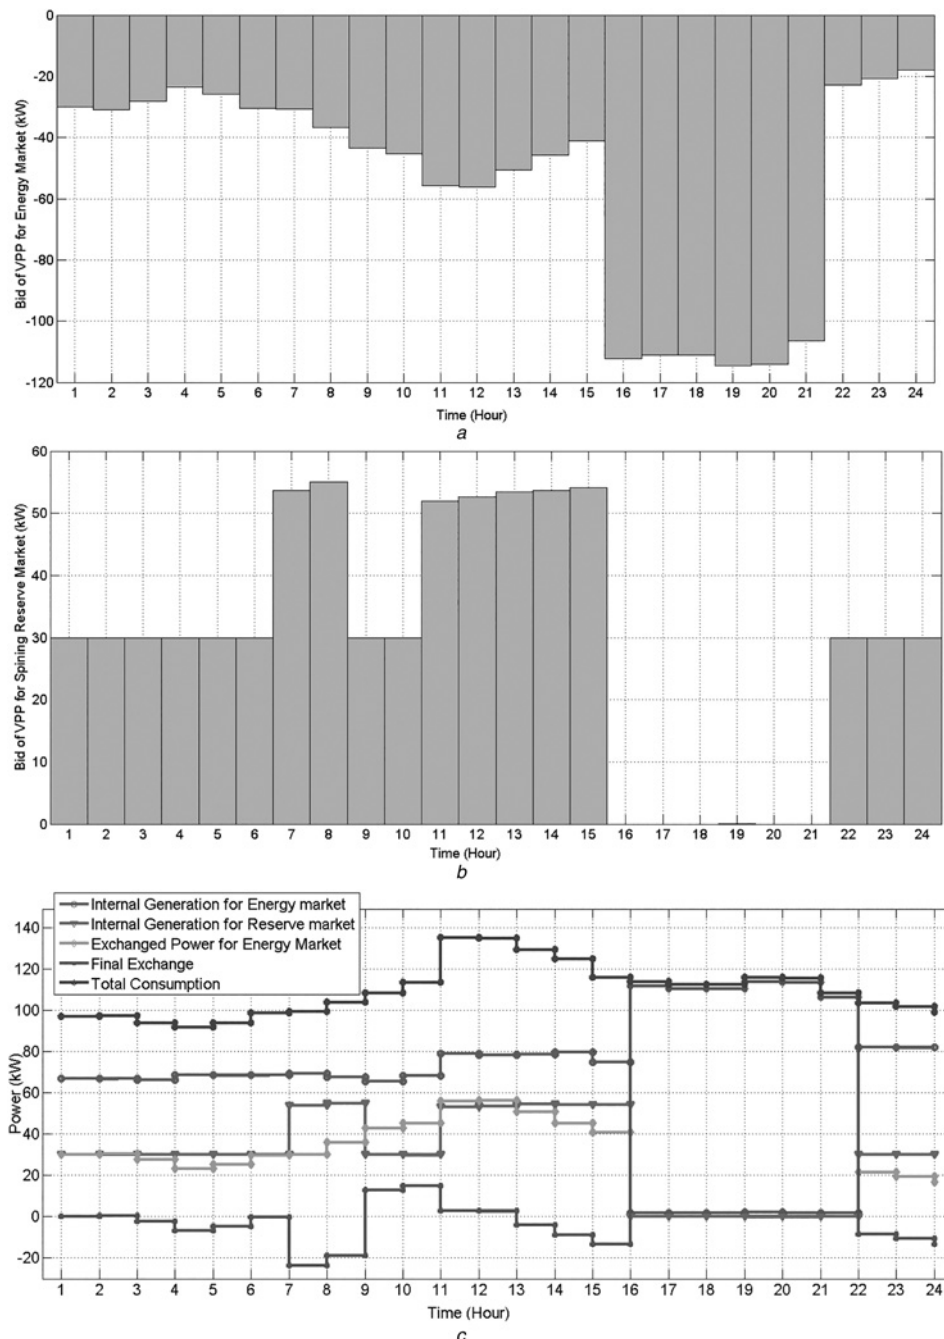 Bid of VPP for Energy Market (kW)
0
-20
-40
-60
-80
-100
-120
1 2 3 4 5 6 7 8 9 10 11 12 13 14 15 16 17 18 19 20 21 22 23 24
Time (Hour)
a
Bid of VPP for Spining Reserve Market (kW)
60
50
40
30
20
10
0
1 2 3 4 5 6 7 8 9 10 11 12 13 14 15 16 17 18 19 20 21 22 23 24
Time (Hour)
b
Internal Generation for Energy market
Internal Generation for Reserve market
Exchanged Power for Energy Market
Final Exchange
Total Consumption
Power (kW)
140
120
100
80
60
40
20
0
-20
1 2 3 4 5 6 7 8 9 10 11 12 13 14 15 16 17 18 19 20 21 22 23 24
Time (Hour)
c